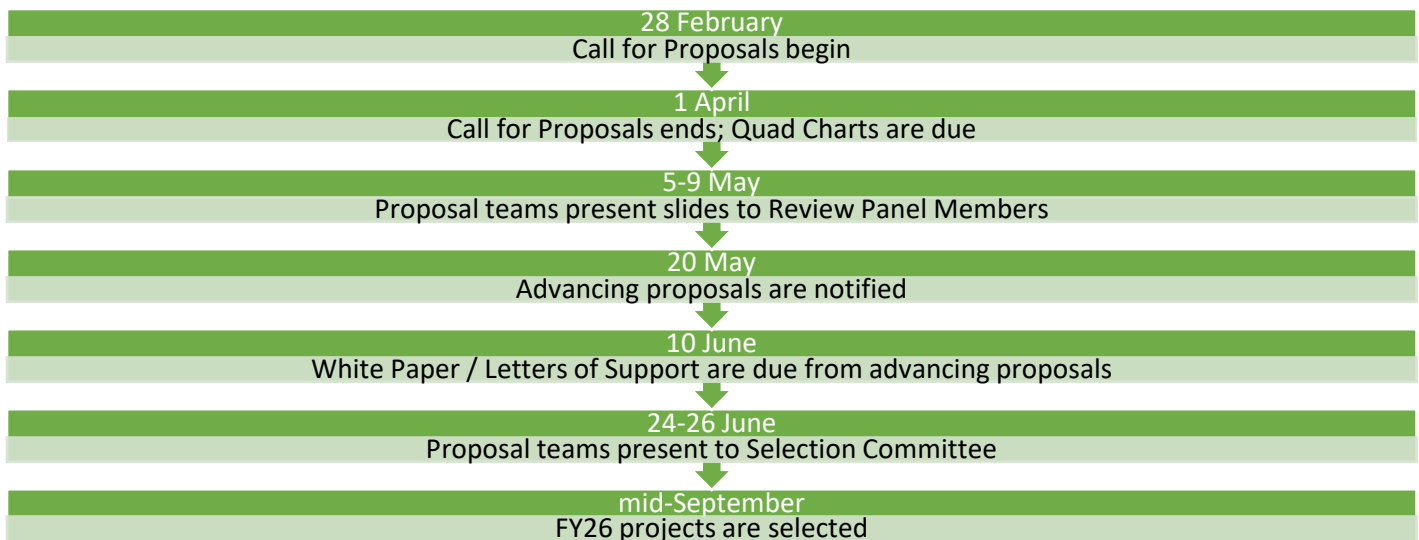 28 February
Call for Proposals begin
1 April
Call for Proposals ends; Quad Charts are due
5-9 May
Proposal teams present slides to Review Panel Members
20 May
Advancing proposals are notified
10 June
White Paper / Letters of Support are due from advancing proposals
24-26 June
Proposal teams present to Selection Committee
mid-September
FY26 projects are selected